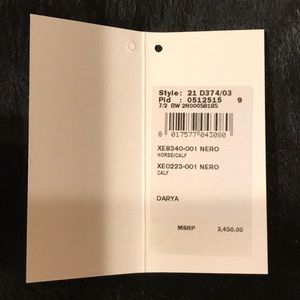 Style: 21 D374/03
Pid : 0512515 9
7/2 BW 2N00058185
8 017577 043080
XE8340-001 NERO
HORSE/CALF
XE0223-001 NERO
CALF
DARYA
MSRP 2,450.00